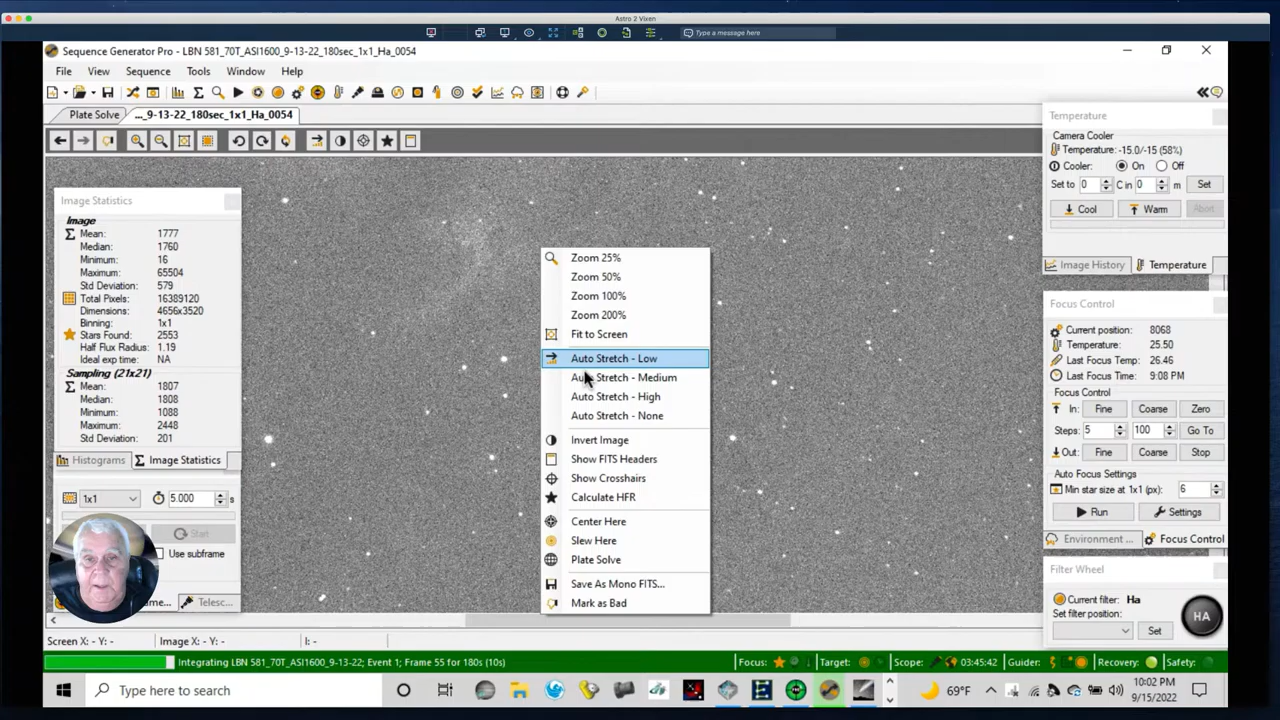 Astro 2 Vixen
Type a message here
Sequence Generator Pro - LBN 581_70T_ASI1600_9-13-22_180sec_1x1_Ha_0054
File View Sequence Tools Window Help
Plate Solve ..._9-13-22_180sec_1x1_Ha_0054
Image Statistics
Image
Mean: 1777
Median: 1760
Minimum: 16
Maximum: 65504
Std Deviation: 579
Total Pixels: 16389120
Dimensions: 4656x3520
Binning: 1x1
Stars Found: 2553
Half Flux Radius: 1.19
Ideal exp time: NA
Sampling (21x21)
Mean: 1807
Median: 1808
Minimum: 1088
Maximum: 2448
Std Deviation: 201
Histograms Image Statistics
1x1 5.000 s
Start
Use subframe
me... Telesc...
Zoom 25%
Zoom 50%
Zoom 100%
Zoom 200%
Fit to Screen
Auto Stretch - Low
Auto Stretch - Medium
Auto Stretch - High
Auto Stretch - None
Invert Image
Show FITS Headers
Show Crosshairs
Calculate HFR
Center Here
Slew Here
Plate Solve
Save As Mono FITS...
Mark as Bad
Temperature
Camera Cooler
Temperature: -15.0/-15 (58%)
Cooler: On Off
Set to 0 C in 0 m Set
Cool Warm Abort
Image History Temperature
Focus Control
Current position: 8068
Temperature: 25.50
Last Focus Temp: 26.46
Last Focus Time: 9:08 PM
Focus Control
In: Fine Coarse Zero
Steps: 5 100 Go To
Out: Fine Coarse Stop
Auto Focus Settings
Min star size at 1x1 (px): 6
Run Settings
Environment ... Focus Control
Filter Wheel
Current filter: Ha
Set filter position:
Set
HA
Screen X: - Y: - Image X: - Y: - I: -
Integrating LBN 581_70T_ASI1600_9-13-22; Event 1; Frame 55 for 180s (10s) Focus: Target: Scope: 03:45:42 Guider: Recovery: Safety:
Type here to search
69°F
10:02 PM
9/15/2022